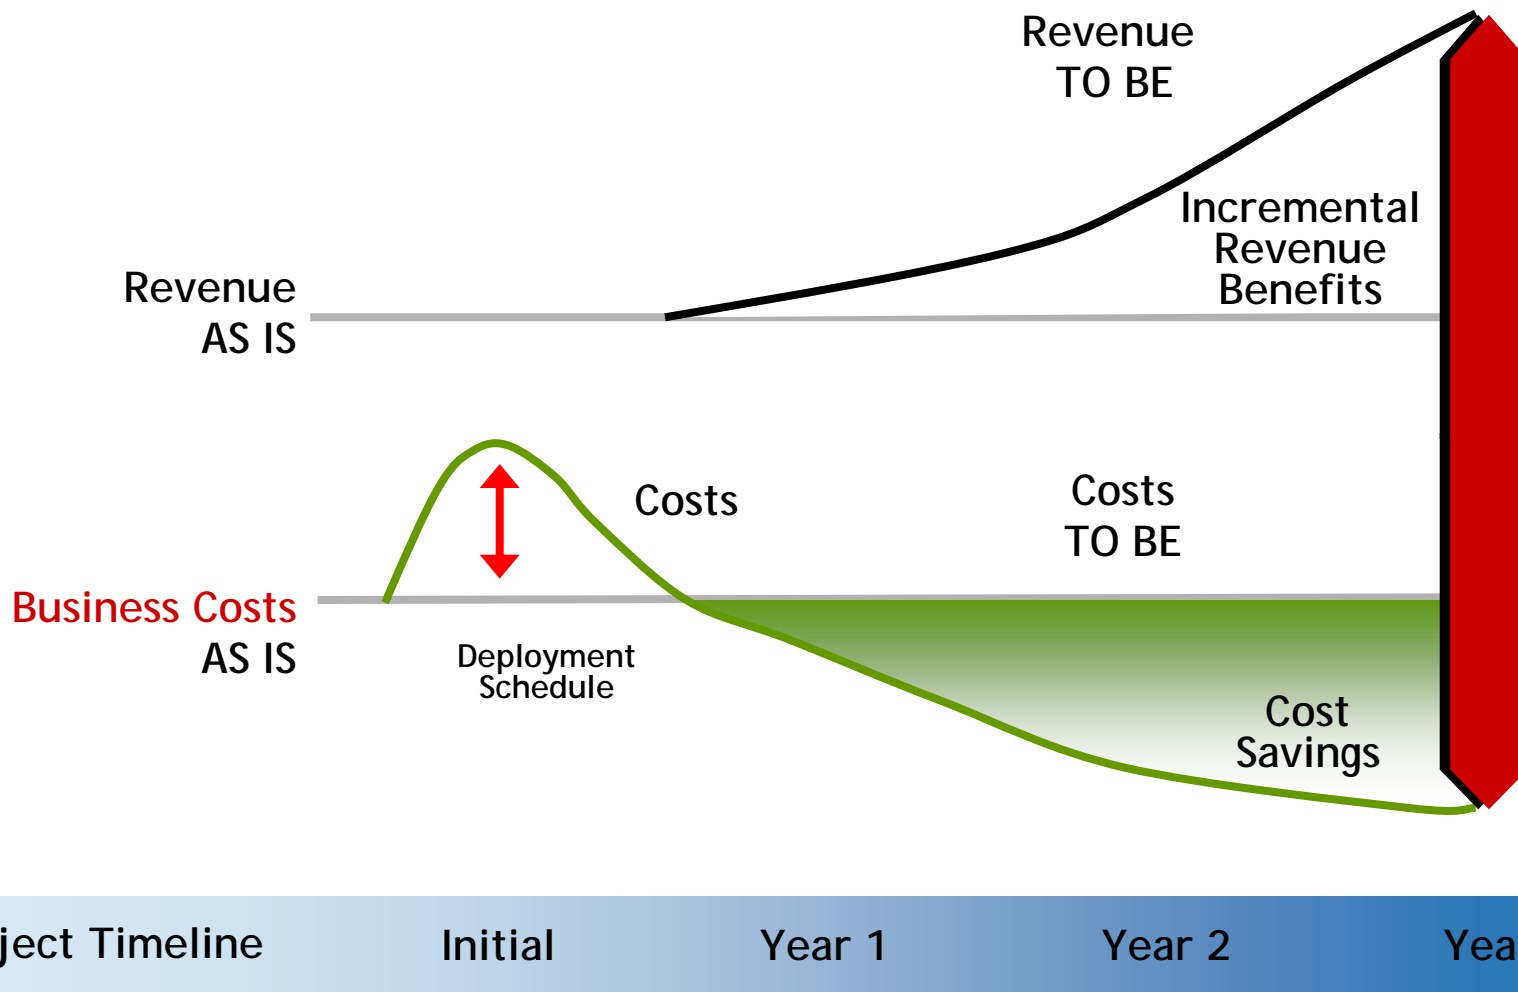 Revenue
TO BE
Incremental
Revenue
Benefits
Revenue
AS IS
Costs
Costs
TO BE
Business Costs
AS IS
Deployment
Schedule
Cost
Savings
ject Timeline
Initial
Year 1
Year 2
Yea